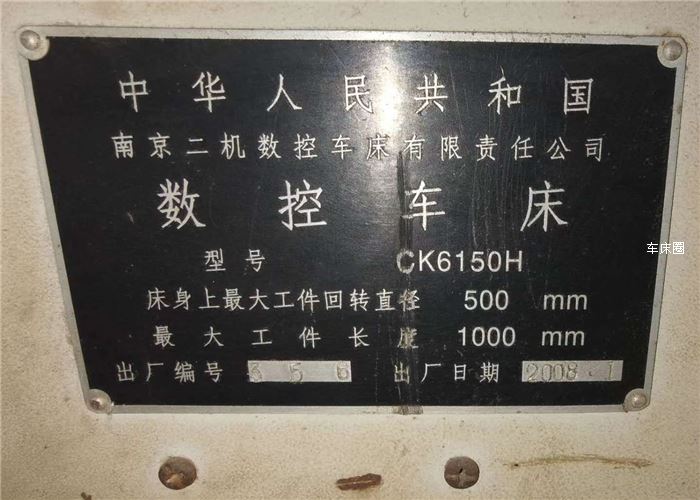 中华人民共和国
南京二机数控车床有限责任公司
数控车床
型号 CK6150H
床身上最大工件回转直径 500 mm
最大工件长度 1000 mm
出厂编号 356 出厂日期 2008.1
车床圈